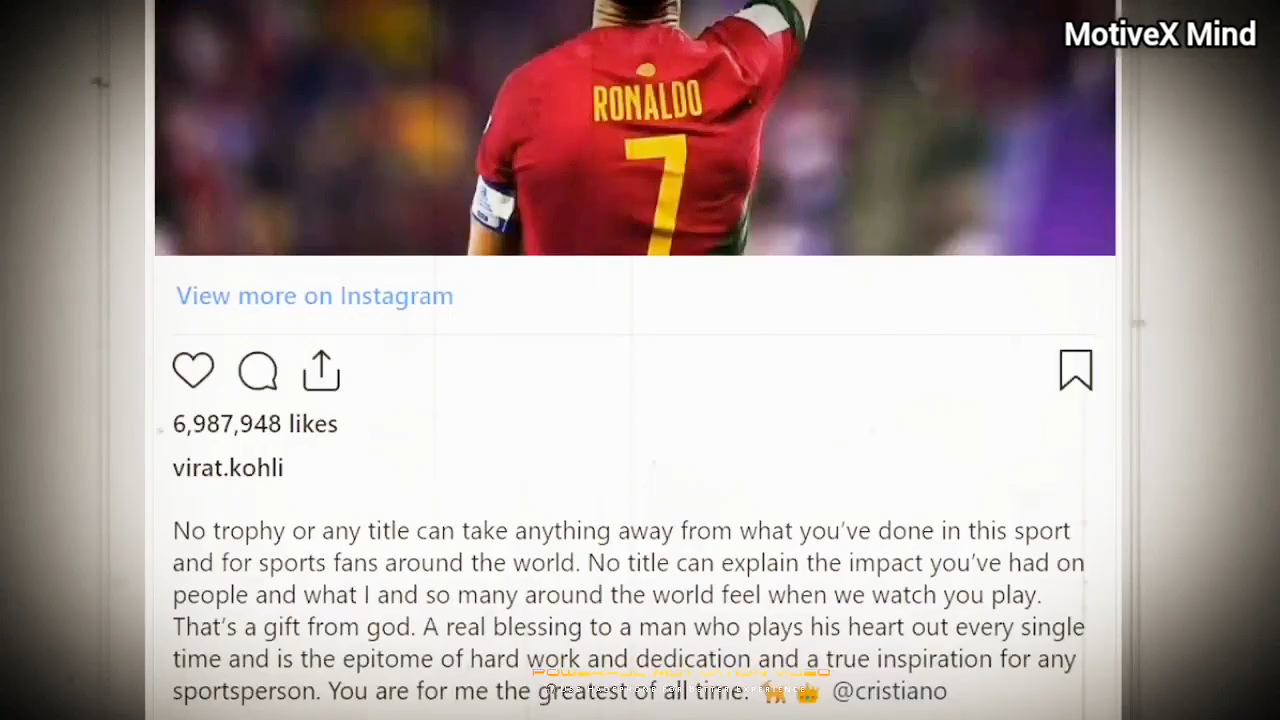 MotiveX Mind
RONALDO
7
View more on Instagram
6,987,948 likes
virat.kohli
No trophy or any title can take anything away from what you’ve done in this sport
and for sports fans around the world. No title can explain the impact you’ve had on
people and what I and so many around the world feel when we watch you play.
That’s a gift from god. A real blessing to a man who plays his heart out every single
time and is the epitome of hard work and dedication and a true inspiration for any
sportsperson. You are for me the greatest of all time. 🐐 👑 @cristiano